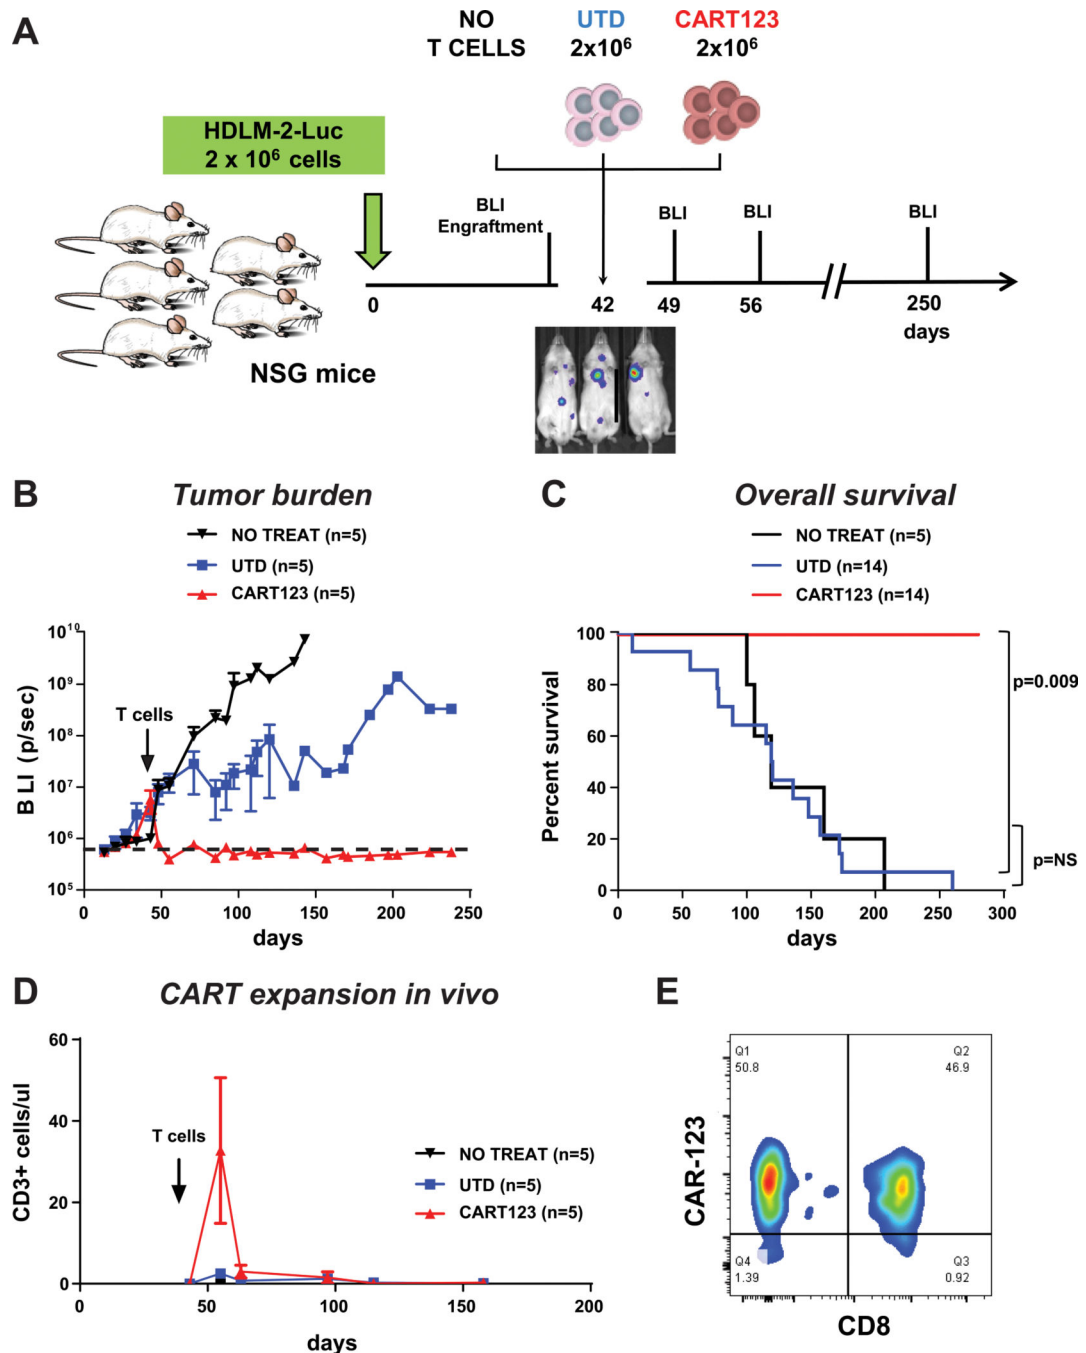 A
NO
T CELLS
UTD
2x10⁶
CART123
2x10⁶
HDLM-2-Luc
2 x 10⁶ cells
BLI
Engraftment
BLI
BLI
BLI
0
42
49
56
250
days
NSG mice
B
Tumor burden
NO TREAT (n=5)
UTD (n=5)
CART123 (n=5)
BLI (p/sec)
10¹⁰
10⁹
10⁸
10⁷
10⁶
10⁵
T cells
0
50
100
150
200
250
days
C
Overall survival
NO TREAT (n=5)
UTD (n=14)
CART123 (n=14)
Percent survival
100
80
60
40
20
0
p=0.009
p=NS
0
50
100
150
200
250
300
days
D
CART expansion in vivo
CD3+ cells/ul
60
40
20
0
T cells
NO TREAT (n=5)
UTD (n=5)
CART123 (n=5)
0
50
100
150
200
days
E
CAR-123
Q1
50.8
Q2
46.9
Q4
1.39
Q3
0.92
CD8